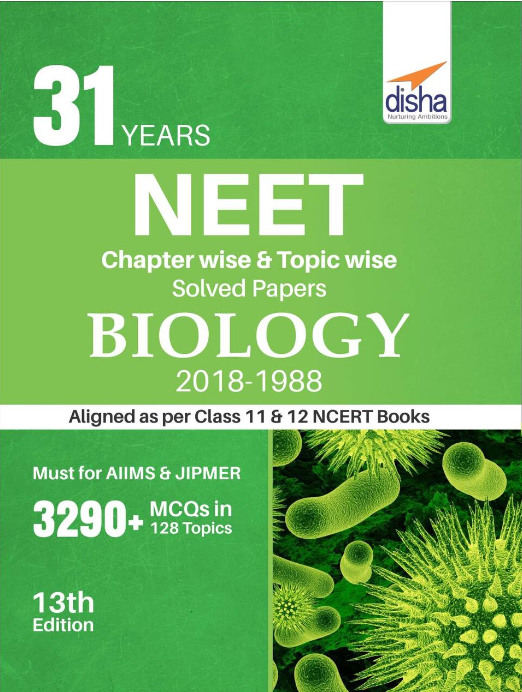 disha
Nurturing Ambitions
31 YEARS
NEET
Chapter wise & Topic wise
Solved Papers
BIOLOGY
2018-1988
Aligned as per Class 11 & 12 NCERT Books
Must for AIIMS & JIPMER
3290+ MCQs in
128 Topics
13th
Edition